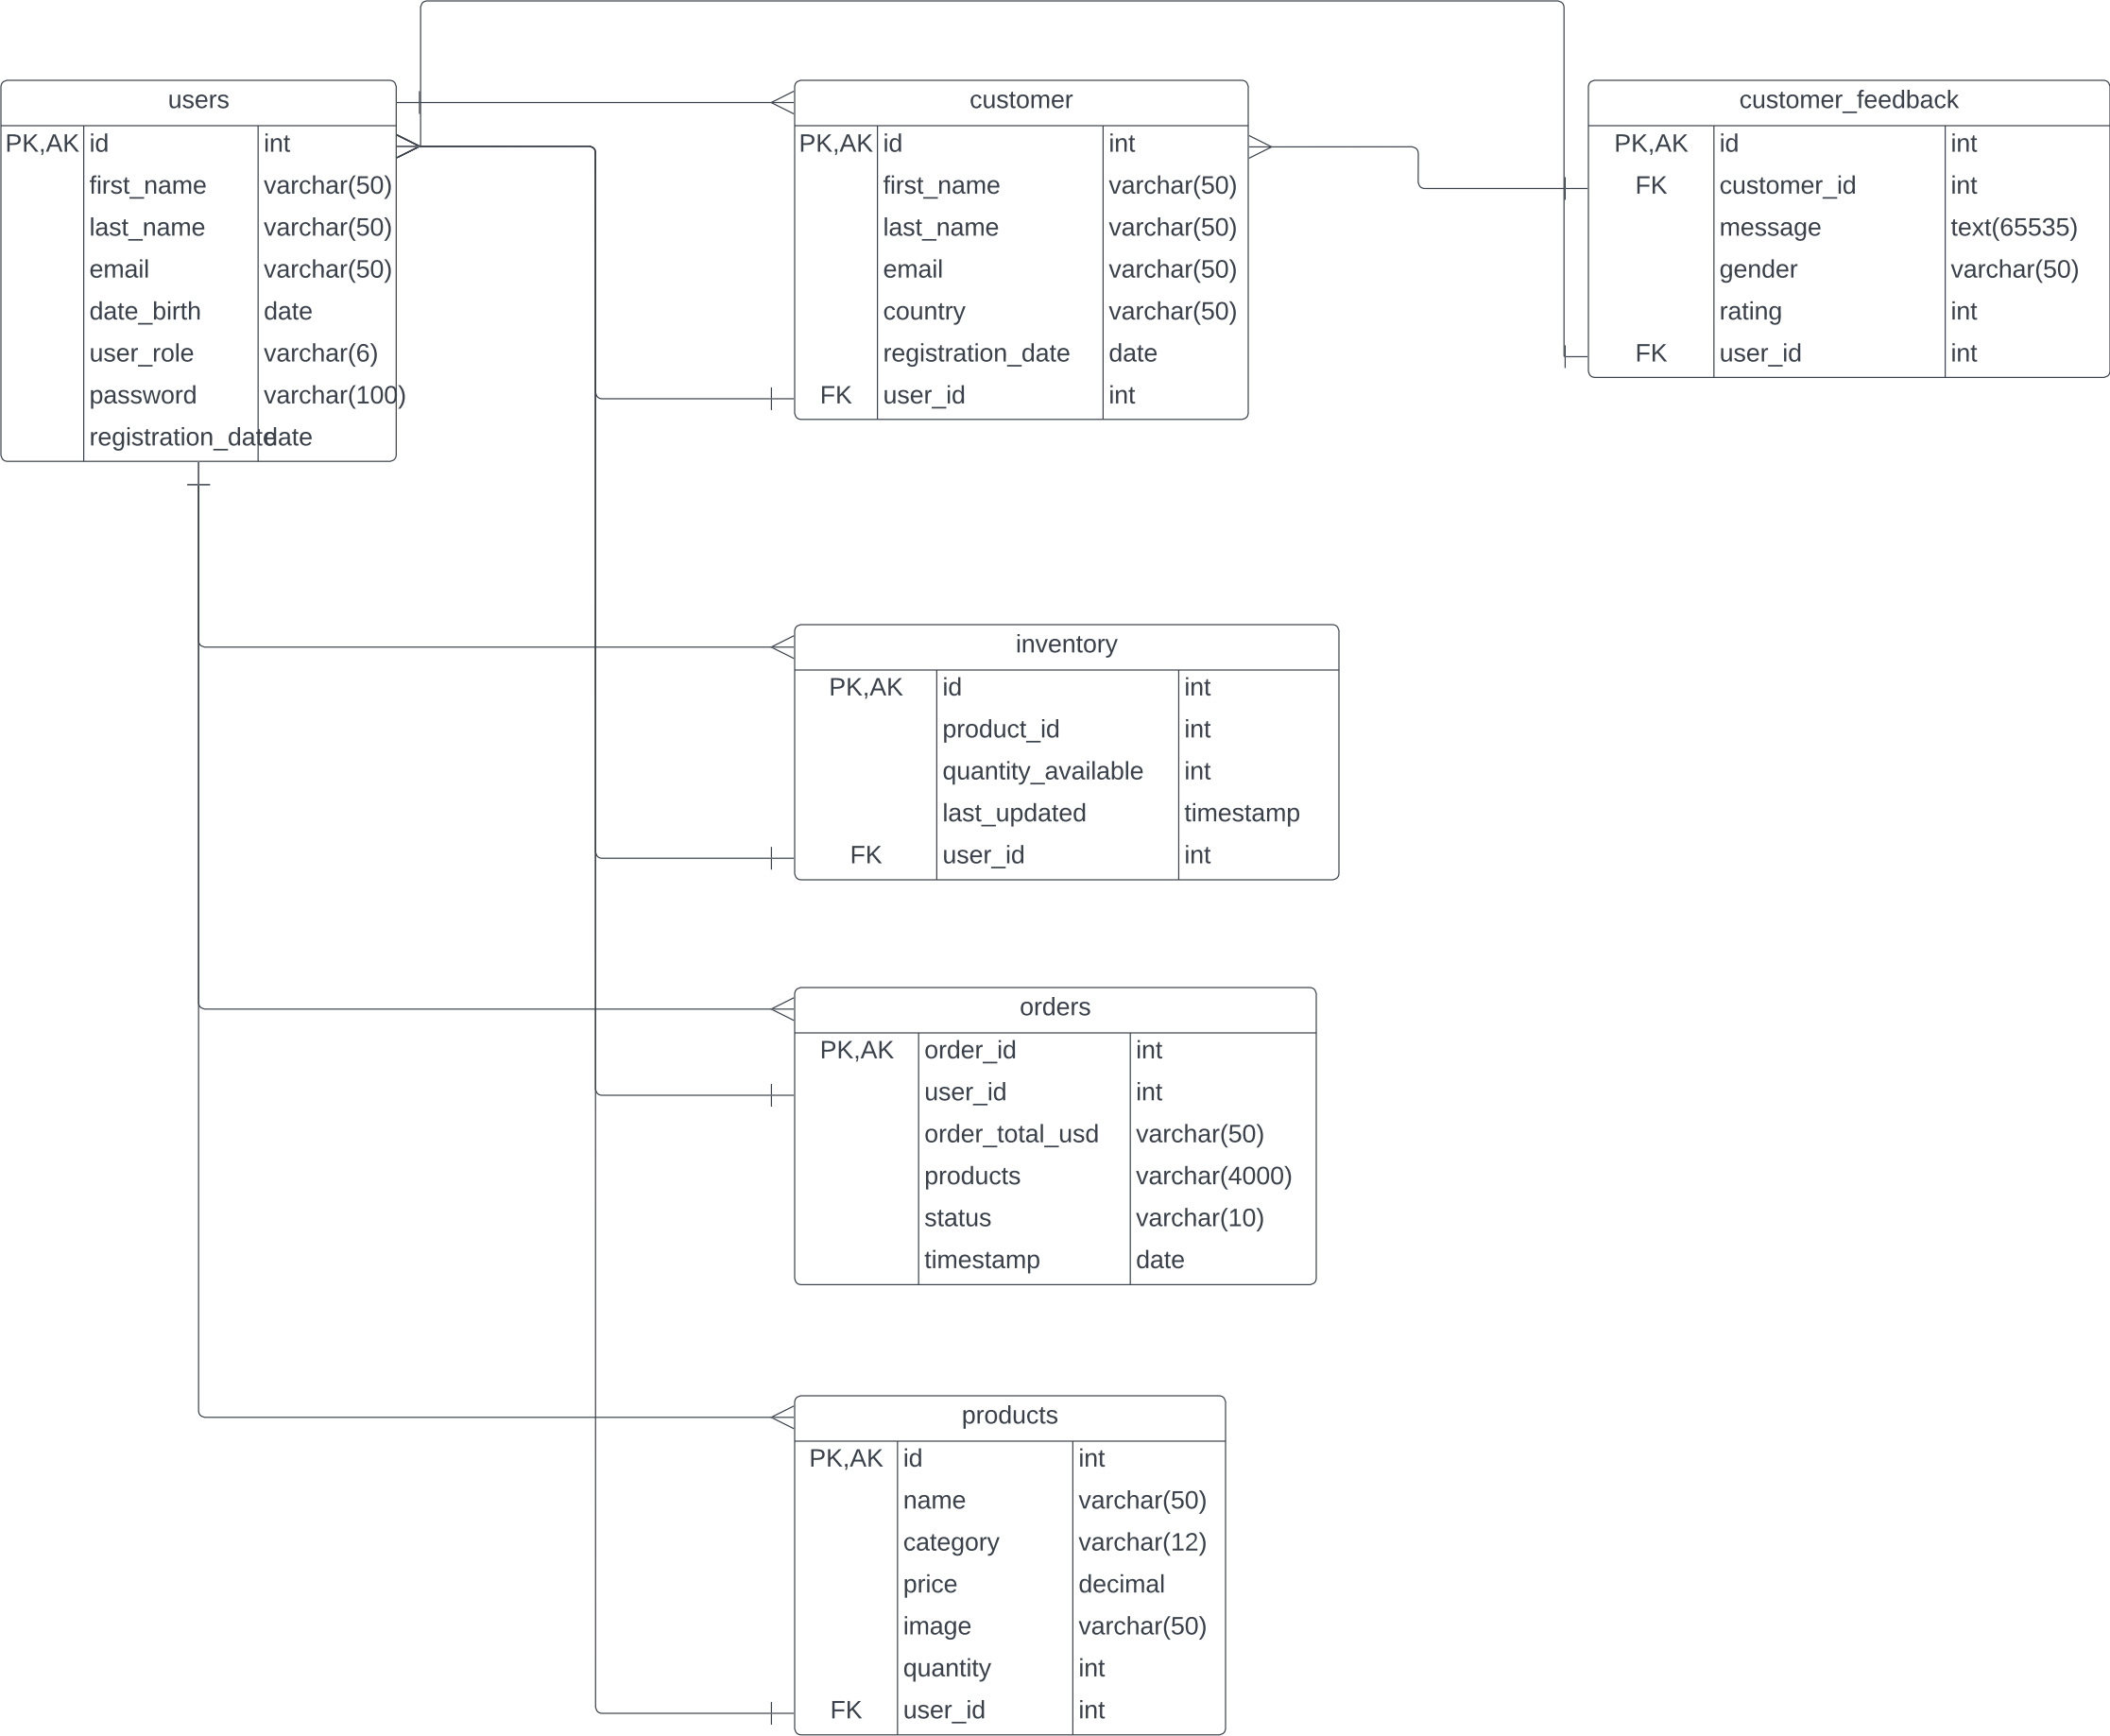 users
PK,AK id int
first_name varchar(50)
last_name varchar(50)
email varchar(50)
date_birth date
user_role varchar(6)
password varchar(100)
registration_date date
customer
PK,AK id int
first_name varchar(50)
last_name varchar(50)
email varchar(50)
country varchar(50)
registration_date date
FK user_id int
customer_feedback
PK,AK id int
FK customer_id int
message text(65535)
gender varchar(50)
rating int
FK user_id int
inventory
PK,AK id int
product_id int
quantity_available int
last_updated timestamp
FK user_id int
orders
PK,AK order_id int
user_id int
order_total_usd varchar(50)
products varchar(4000)
status varchar(10)
timestamp date
products
PK,AK id int
name varchar(50)
category varchar(12)
price decimal
image varchar(50)
quantity int
FK user_id int